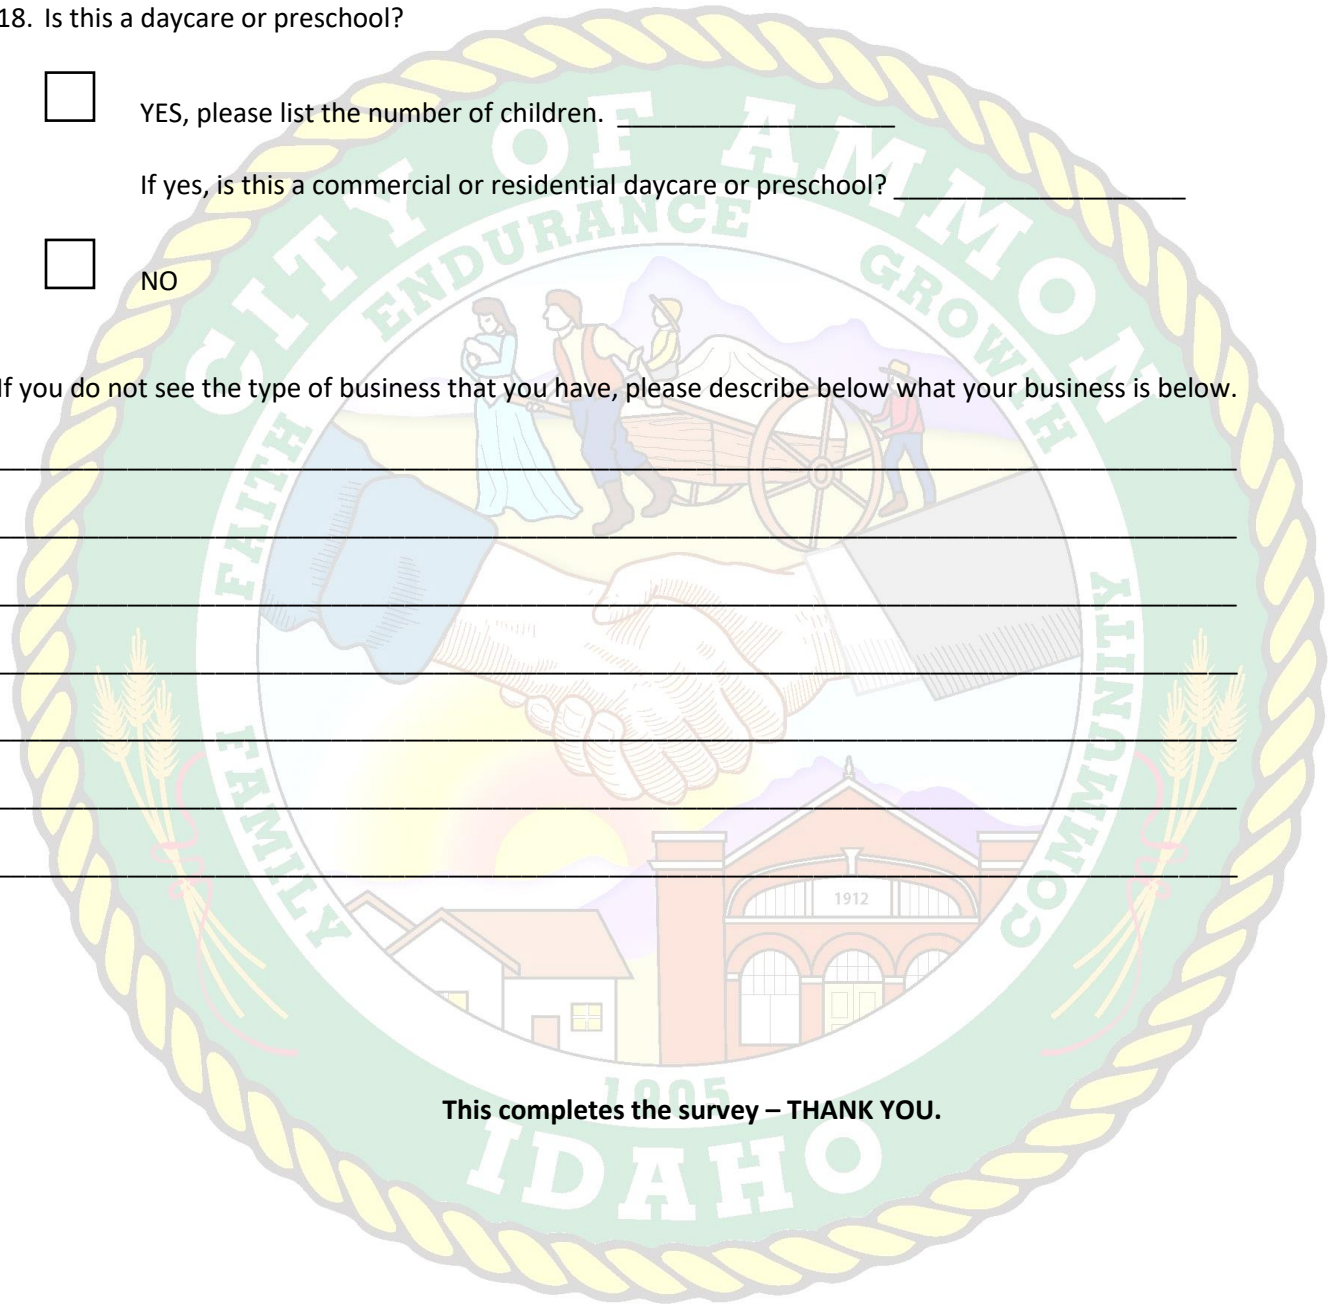 18. Is this a daycare or preschool?
YES, please list the number of children. ___________________
If yes, is this a commercial or residential daycare or preschool? ____________________
NO
If you do not see the type of business that you have, please describe below what your business is below.
CITY OF AMMON
FAITH ENDURANCE GROWTH
FAMILY COMMUNITY
1912
1905
This completes the survey – THANK YOU.
IDAHO